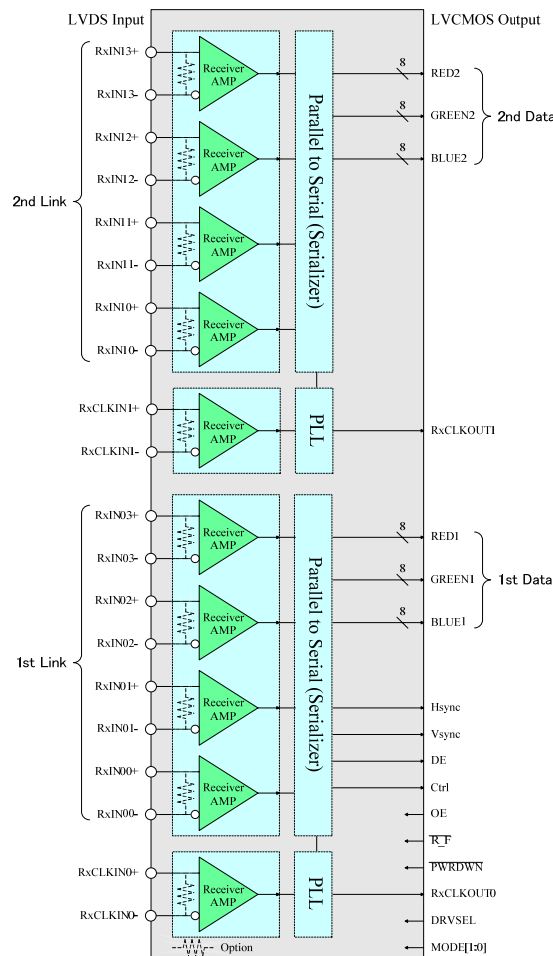 LVDS Input
LVCMOS Output
RxIN13+
RxIN13-
RxIN12+
RxIN12-
RxIN11+
RxIN11-
RxIN10+
RxIN10-
2nd Link
Receiver AMP
Receiver AMP
Receiver AMP
Receiver AMP
Parallel to Serial (Serializer)
8
RED2
8
GREEN2
8
BLUE2
2nd Data
RxCLKIN1+
RxCLKIN1-
Receiver AMP
PLL
RxCLKOUT1
RxIN03+
RxIN03-
RxIN02+
RxIN02-
RxIN01+
RxIN01-
RxIN00+
RxIN00-
1st Link
Receiver AMP
Receiver AMP
Receiver AMP
Receiver AMP
Parallel to Serial (Serializer)
8
RED1
8
GREEN1
8
BLUE1
1st Data
Hsync
Vsync
DE
Ctrl
OE
R_F
PWRDWN
RxCLKIN0+
RxCLKIN0-
Receiver AMP
PLL
RxCLKOUT0
DRVSEL
MODE[1:0]
Option